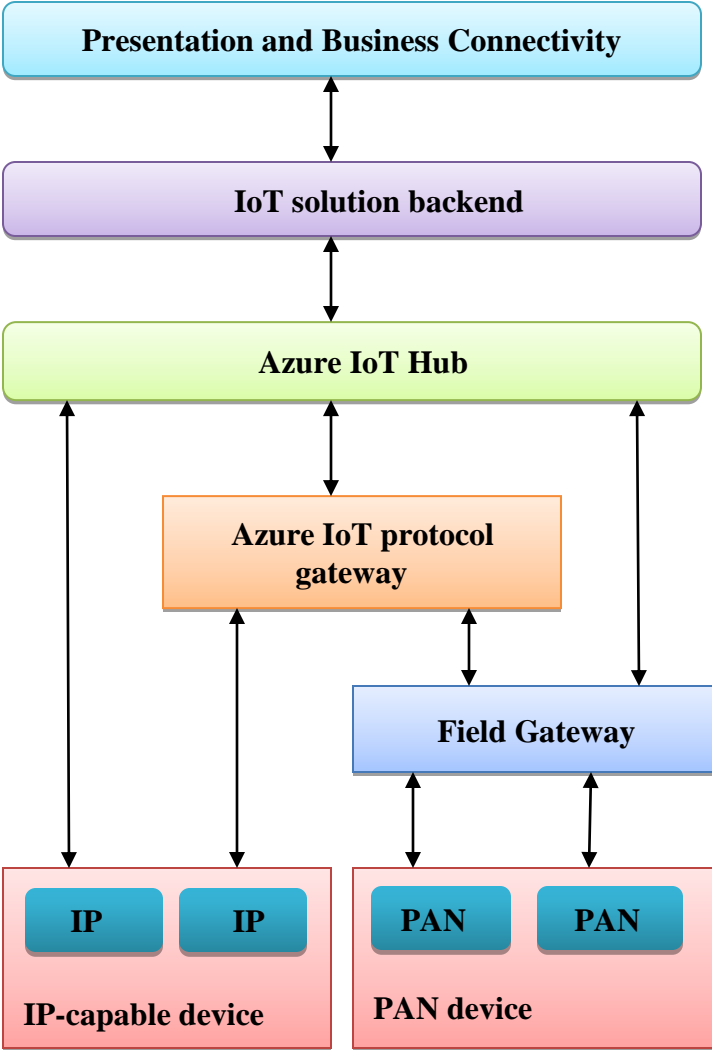 Presentation and Business Connectivity
IoT solution backend
Azure IoT Hub
Azure IoT protocol
gateway
Field Gateway
IP
IP
IP-capable device
PAN
PAN
PAN device